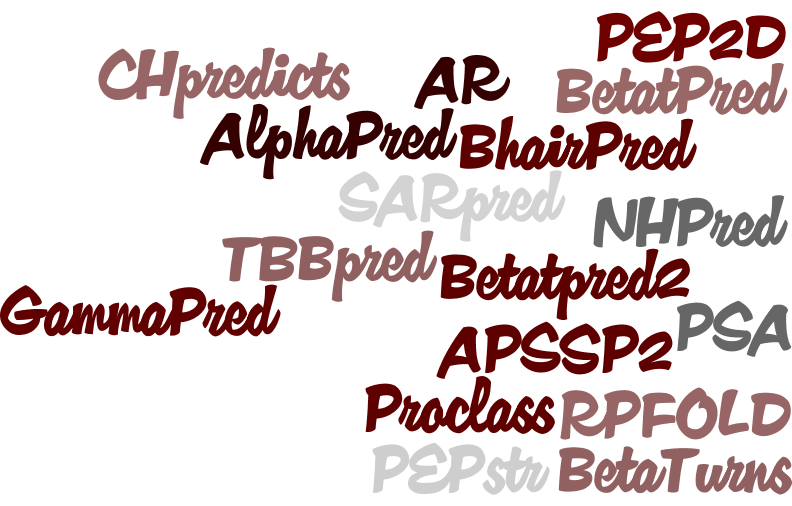 PEP2D
CHpredicts AR BetatPred
AlphaPred BhairPred
SARpred NHPred
TBBpred Betatpred2
GammaPred PSA
APSSP2
Proclass RPFOLD
PEPstr BetaTurns